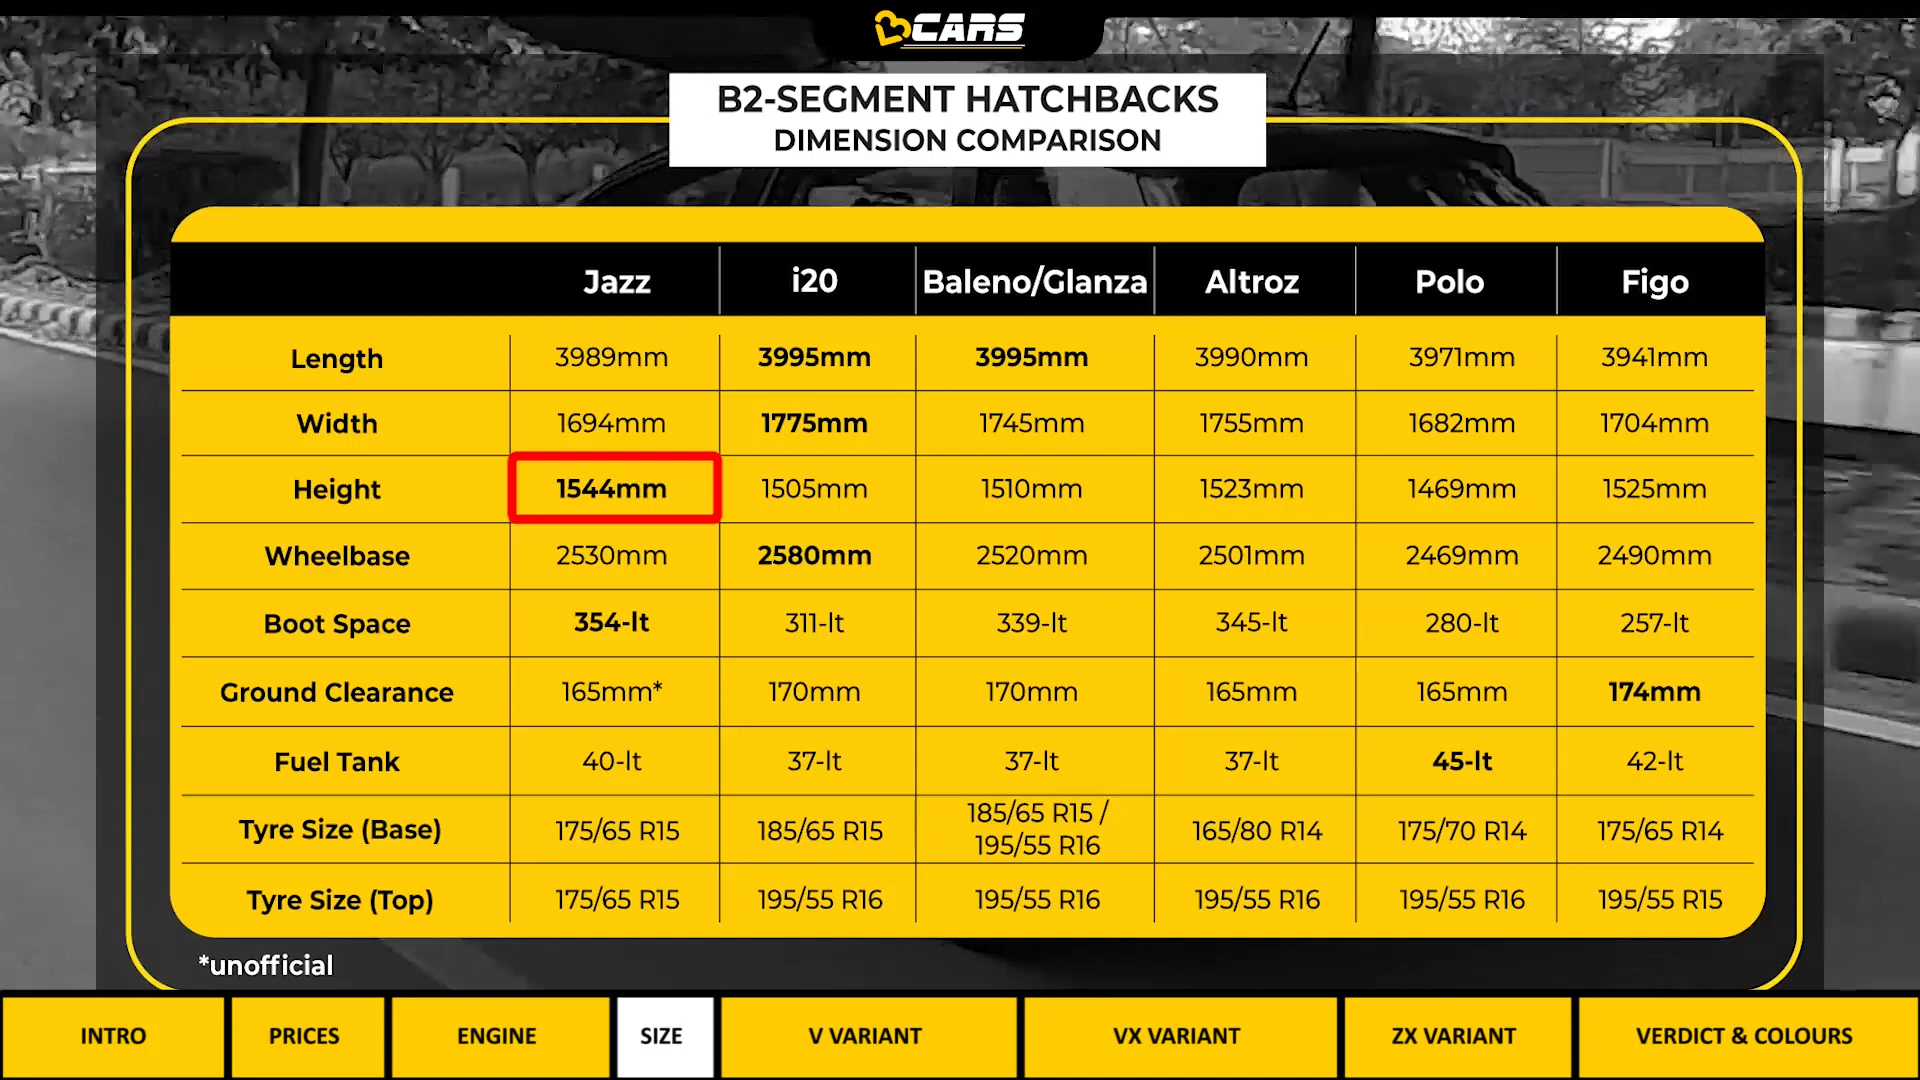 CARS
B2-SEGMENT HATCHBACKS
DIMENSION COMPARISON
Jazz i20 Baleno/Glanza Altroz Polo Figo
Length 3989mm 3995mm 3995mm 3990mm 3971mm 3941mm
Width 1694mm 1775mm 1745mm 1755mm 1682mm 1704mm
Height 1544mm 1505mm 1510mm 1523mm 1469mm 1525mm
Wheelbase 2530mm 2580mm 2520mm 2501mm 2469mm 2490mm
Boot Space 354-lt 311-lt 339-lt 345-lt 280-lt 257-lt
Ground Clearance 165mm* 170mm 170mm 165mm 165mm 174mm
Fuel Tank 40-lt 37-lt 37-lt 37-lt 45-lt 42-lt
Tyre Size (Base) 175/65 R15 185/65 R15 185/65 R15 / 195/55 R16 165/80 R14 175/70 R14 175/65 R14
Tyre Size (Top) 175/65 R15 195/55 R16 195/55 R16 195/55 R16 195/55 R16 195/55 R15
*unofficial
INTRO PRICES ENGINE SIZE V VARIANT VX VARIANT ZX VARIANT VERDICT & COLOURS